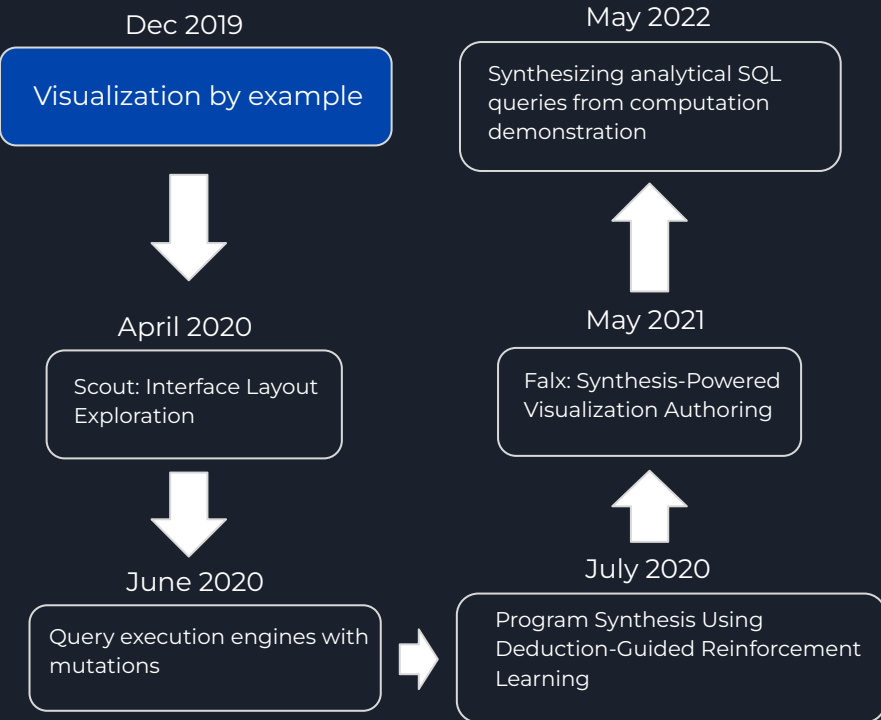 Dec 2019
Visualization by example
April 2020
Scout: Interface Layout
Exploration
June 2020
Query execution engines with
mutations
July 2020
Program Synthesis Using
Deduction-Guided Reinforcement
Learning
May 2021
Falx: Synthesis-Powered
Visualization Authoring
May 2022
Synthesizing analytical SQL
queries from computation
demonstration